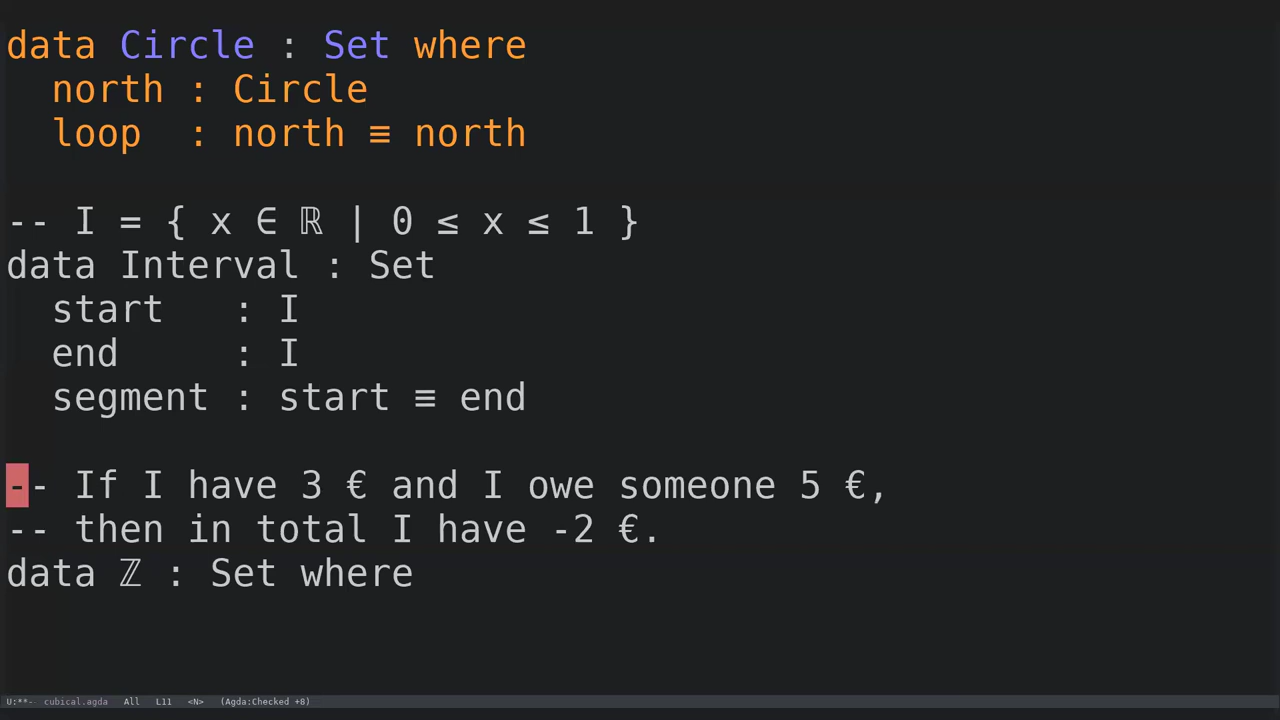 data Circle : Set where
  north : Circle
  loop  : north ≡ north
-- I = { x ∈ ℝ | 0 ≤ x ≤ 1 }
data Interval : Set
  start   : I
  end     : I
  segment : start ≡ end
-- If I have 3 € and I owe someone 5 €,
-- then in total I have -2 €.
data ℤ : Set where
U:**- cubical.agda All L11 <N> (Agda:Checked +8)